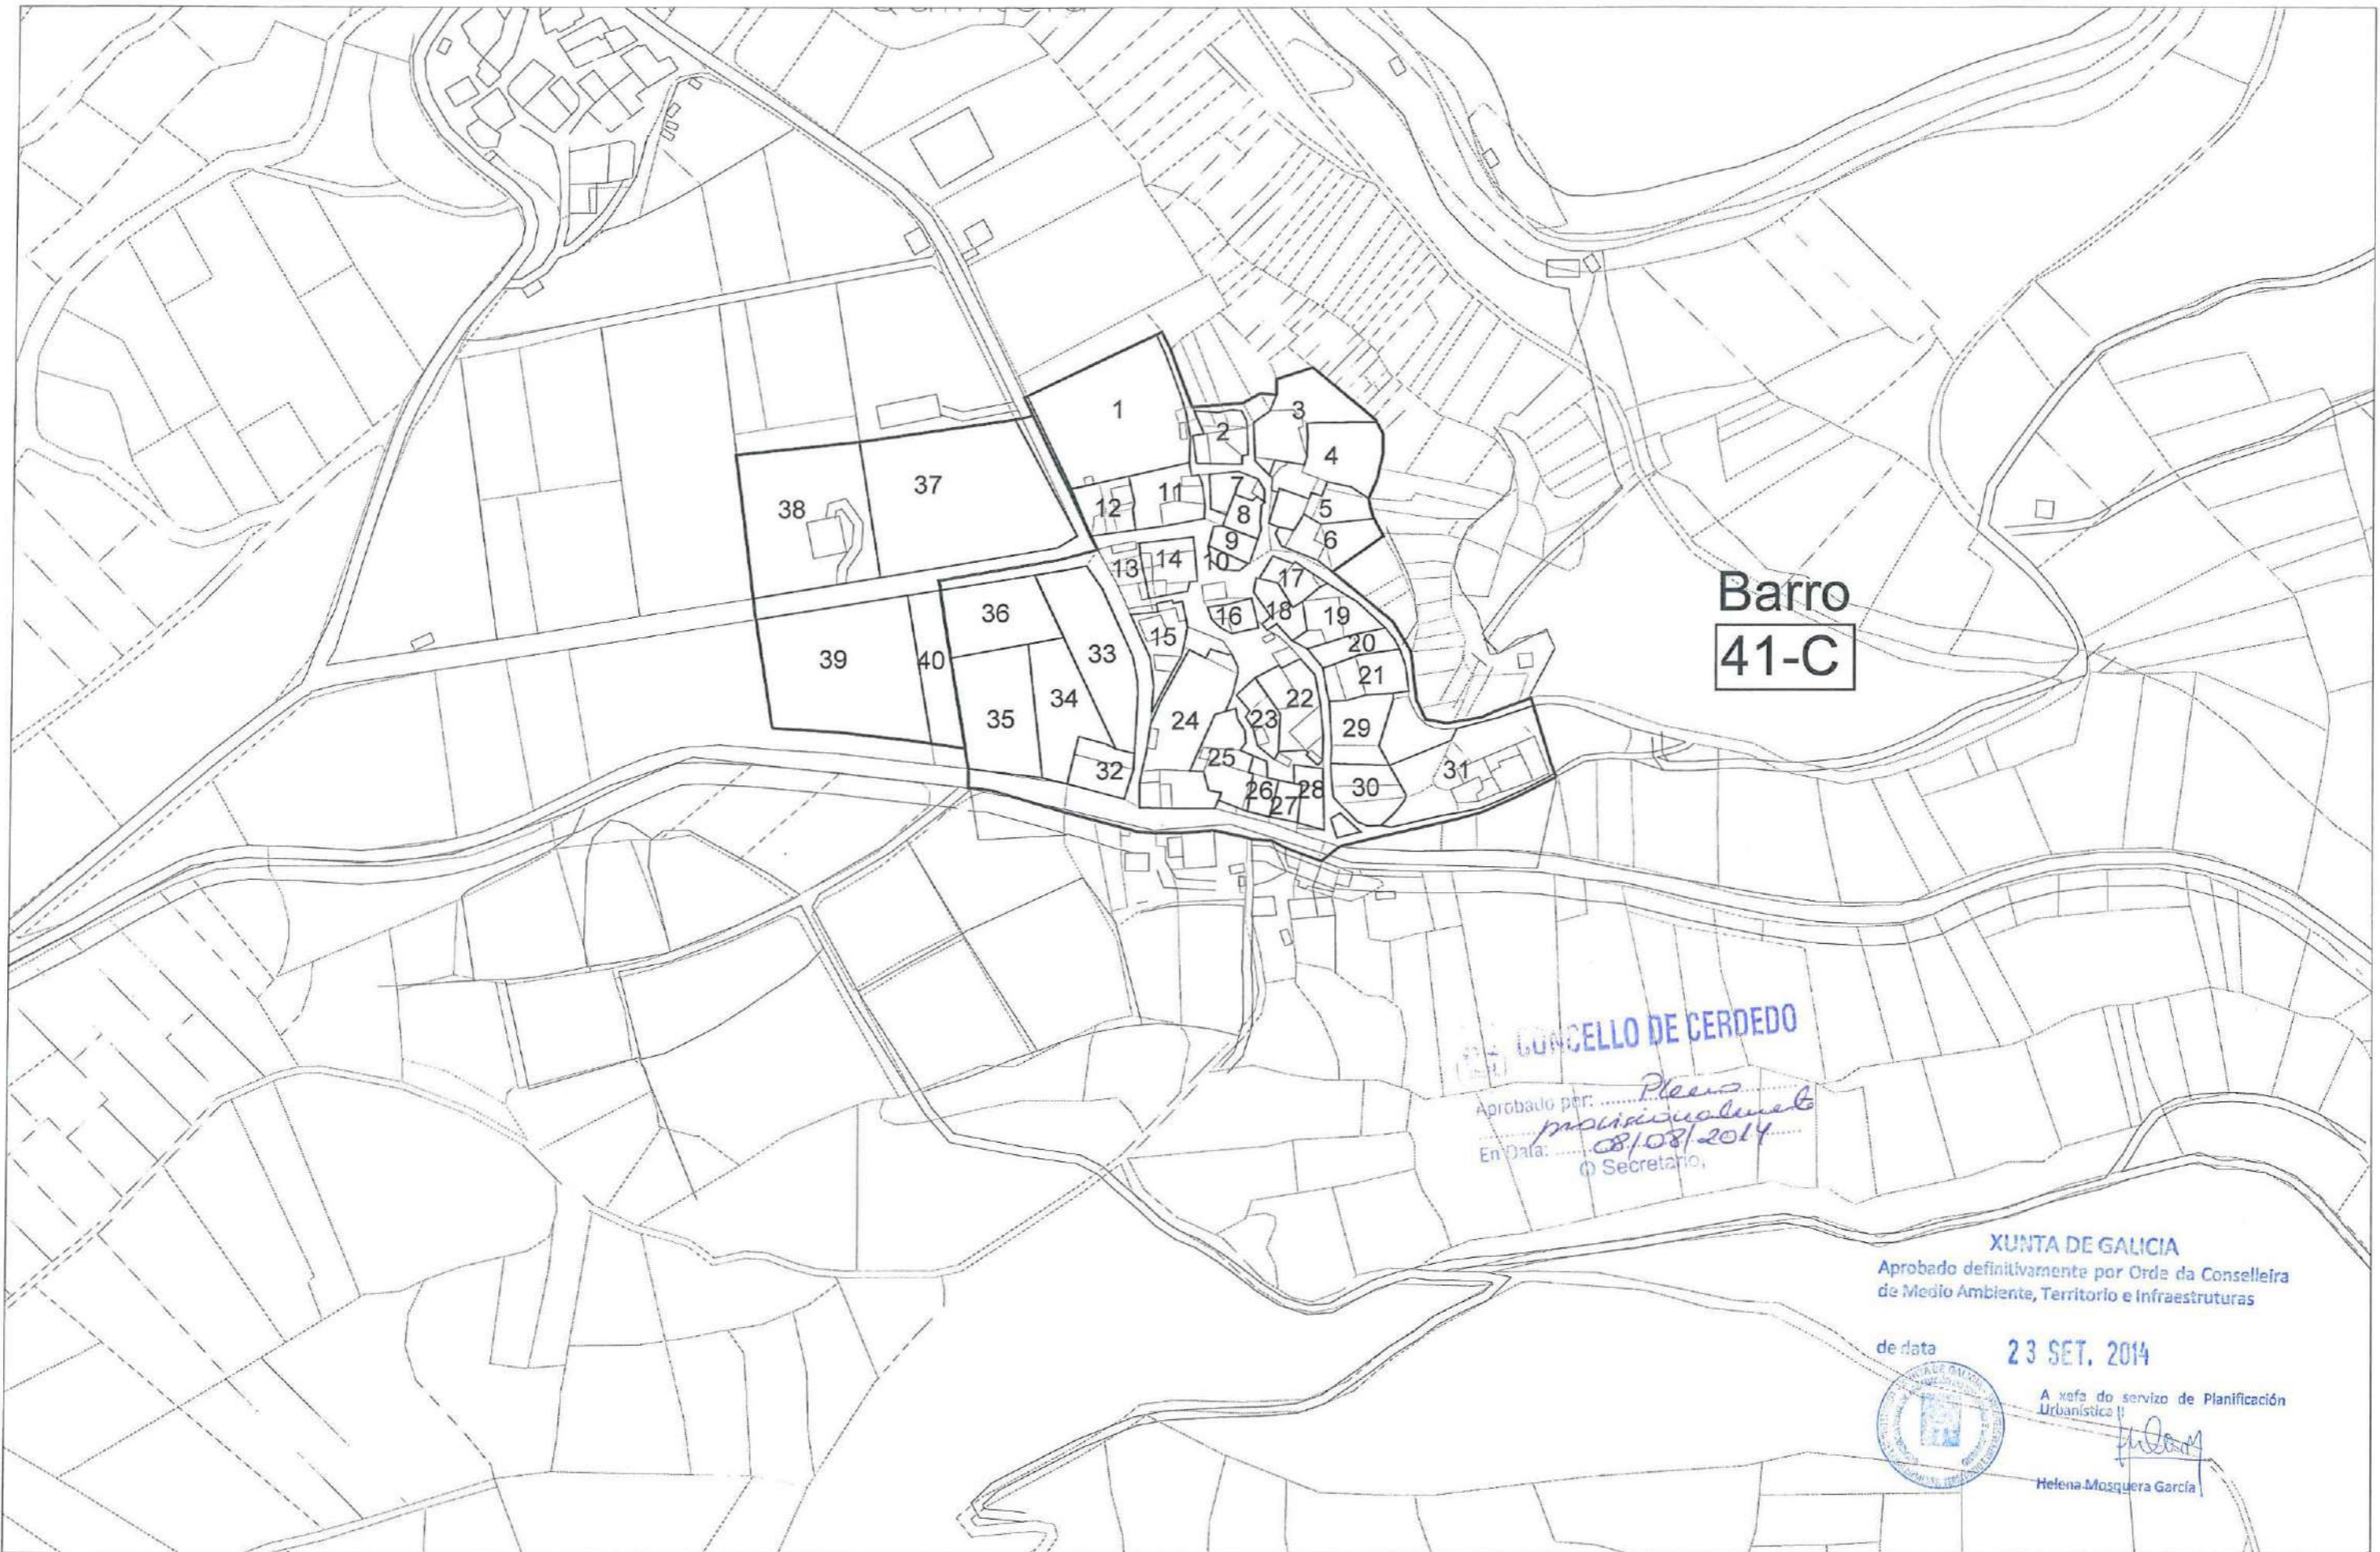 1
2
3
4
5
6
7
8
9
10
11
12
13
14
15
16
17
18
19
20
21
22
23
24
25
26
27
28
29
30
31
32
33
34
35
36
37
38
39
40
Barro
41-C
CONCELLO DE CERDEDO
Aprobado por: Pleno
provisionalmente
En Data: 08/08/2014
O Secretario,
XUNTA DE GALICIA
Aprobado definitivamente por Orde da Conselleira
de Medio Ambiente, Territorio e Infraestruturas
de data 23 SET. 2014
A xefa do servizo de Planificación
Urbanística II
Helena Mosquera García